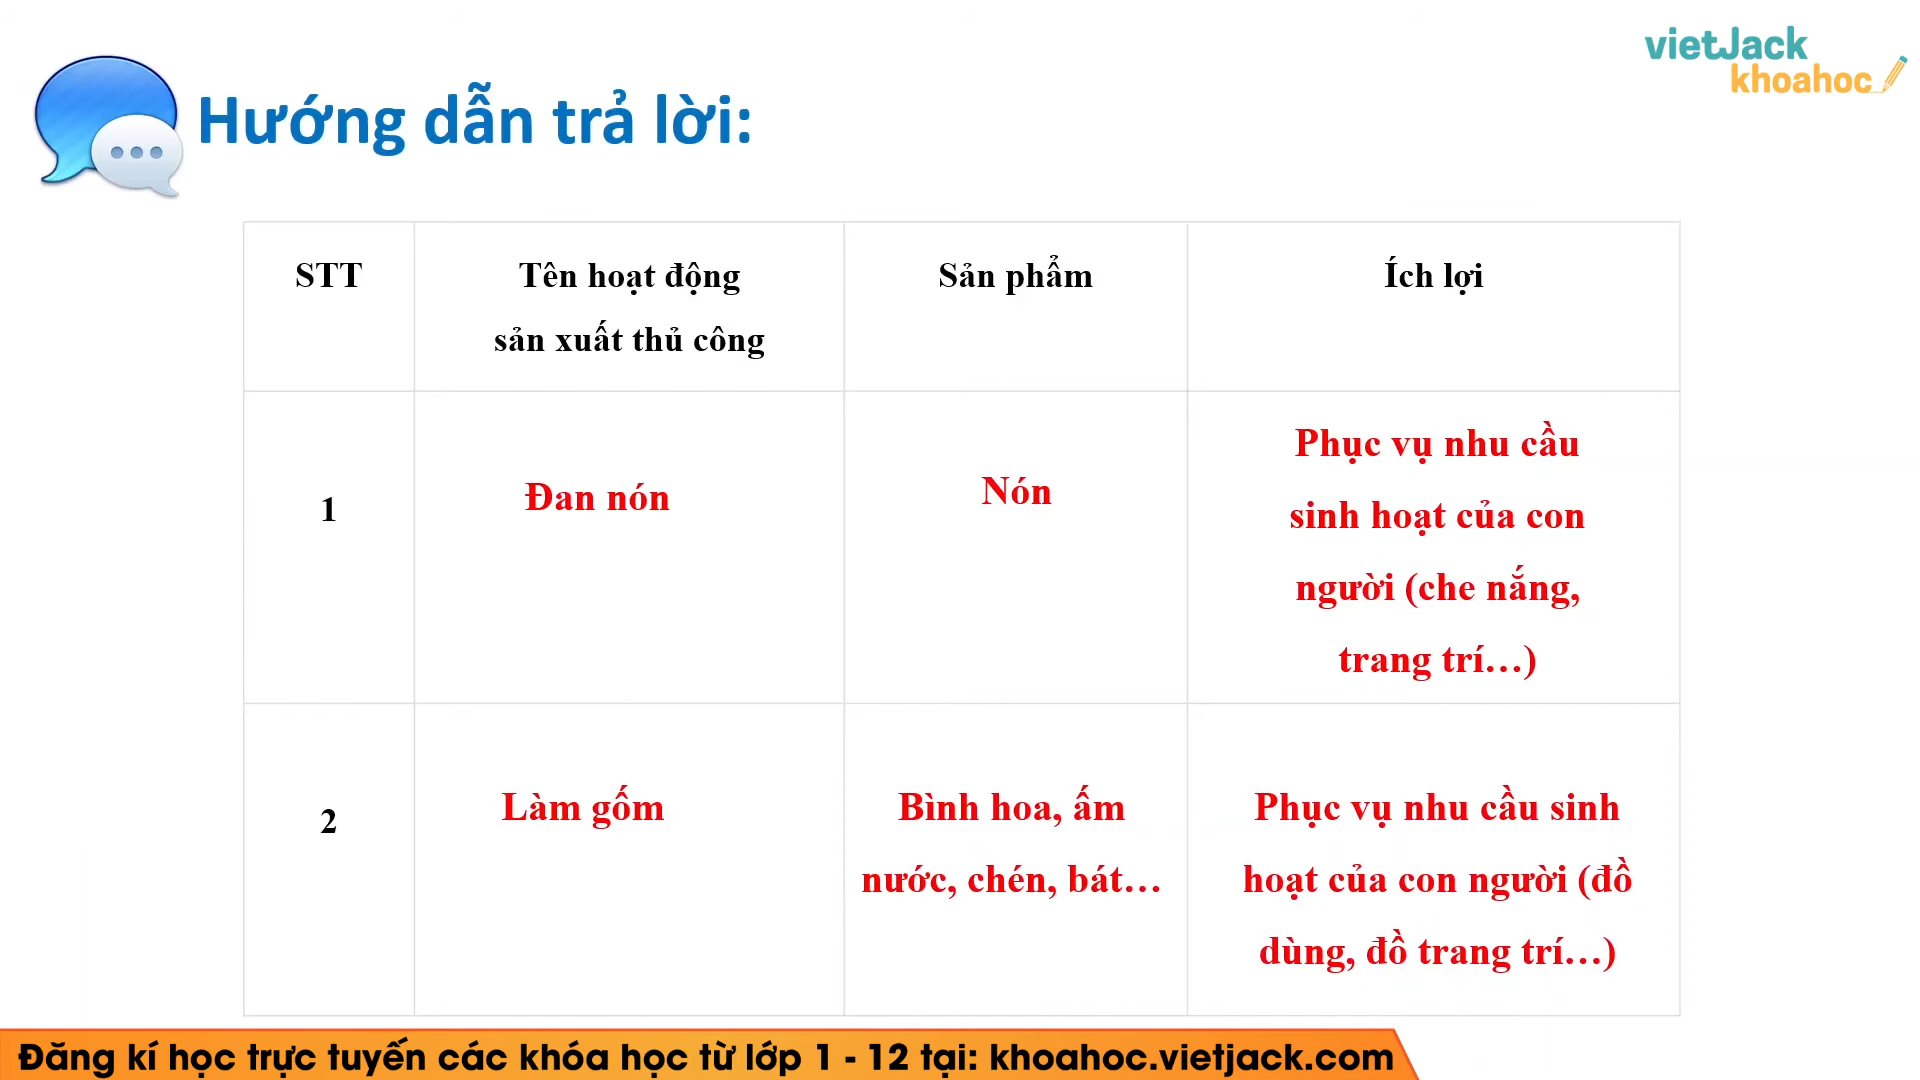 vietJack
khoahoc
Hướng dẫn trả lời:
STT
Tên hoạt động
sản xuất thủ công
Sản phẩm
Ích lợi
1
Đan nón
Nón
Phục vụ nhu cầu
sinh hoạt của con
người (che nắng,
trang trí…)
2
Làm gốm
Bình hoa, ấm
nước, chén, bát…
Phục vụ nhu cầu sinh
hoạt của con người (đồ
dùng, đồ trang trí…)
Đăng kí học trực tuyến các khóa học từ lớp 1 - 12 tại: khoahoc.vietjack.com